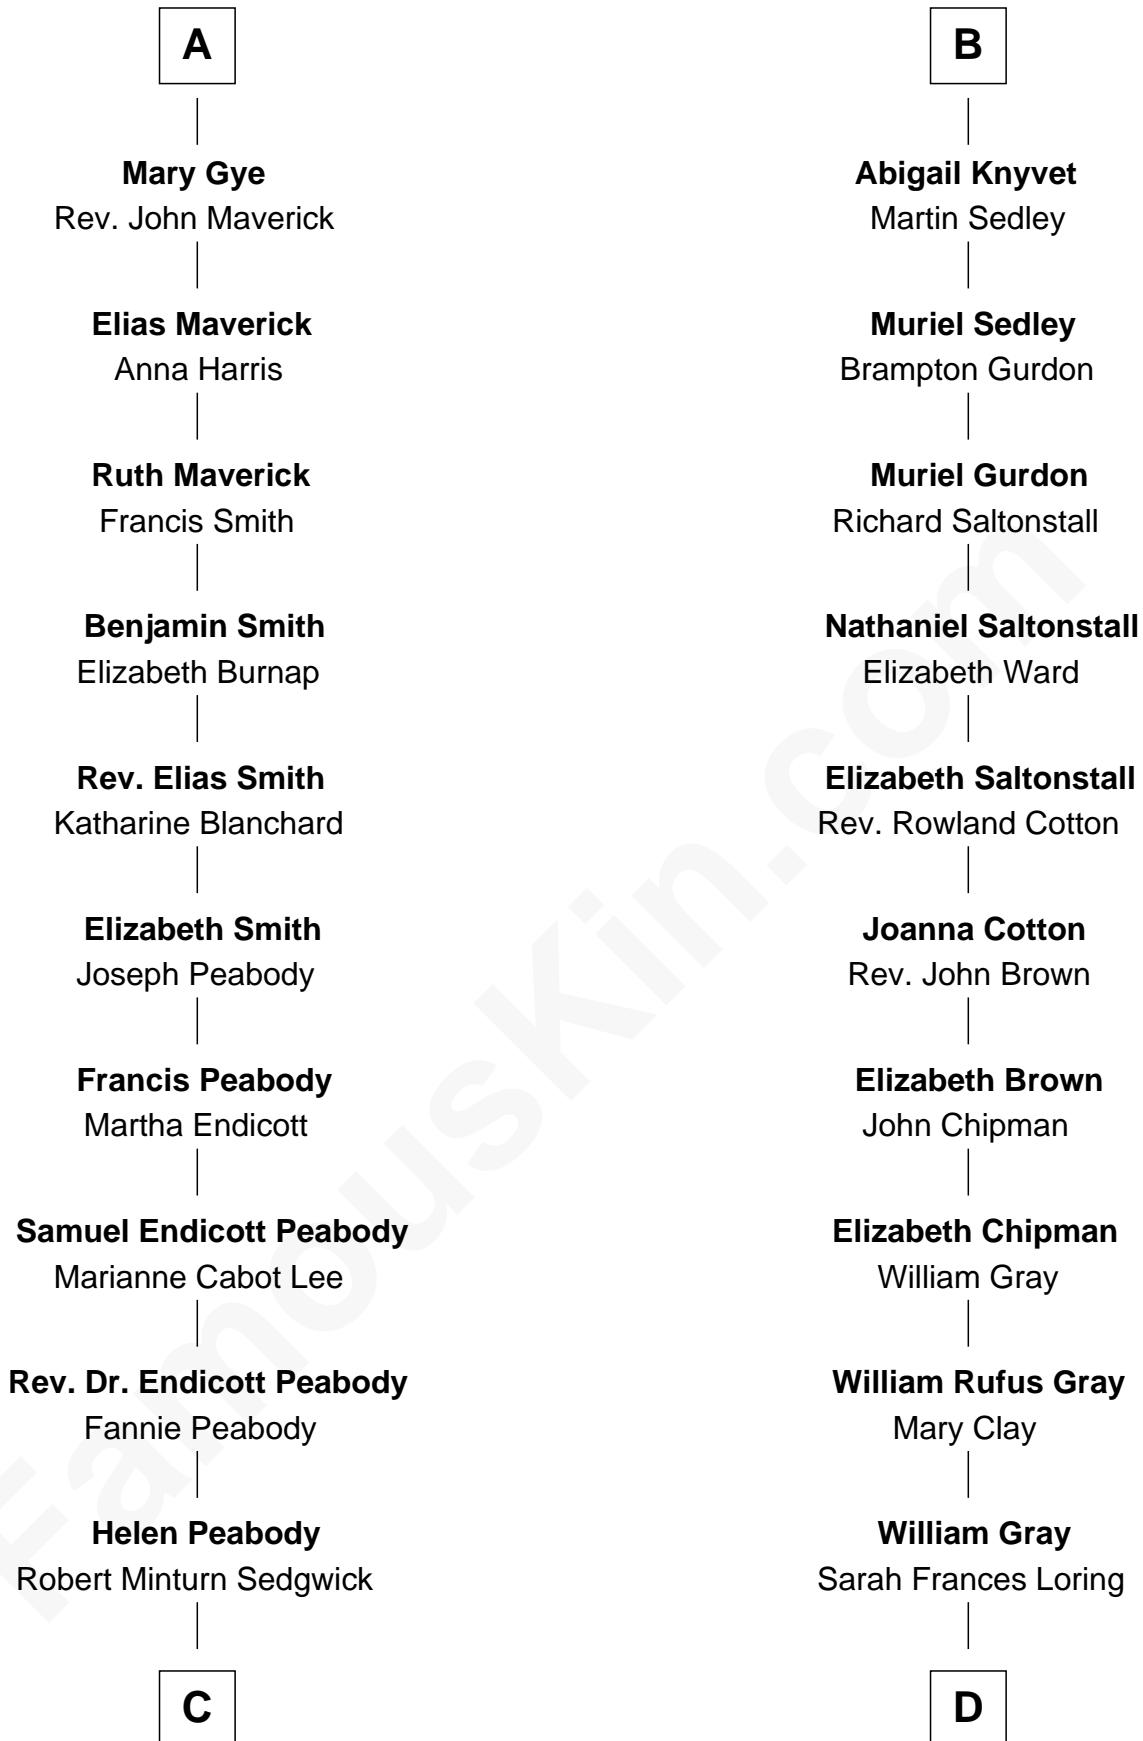 A
Mary Gye
Rev. John Maverick
Elias Maverick
Anna Harris
Ruth Maverick
Francis Smith
Benjamin Smith
Elizabeth Burnap
Rev. Elias Smith
Katharine Blanchard
Elizabeth Smith
Joseph Peabody
Francis Peabody
Martha Endicott
Samuel Endicott Peabody
Marianne Cabot Lee
Rev. Dr. Endicott Peabody
Fannie Peabody
Helen Peabody
Robert Minturn Sedgwick
C
B
Abigail Knyvet
Martin Sedley
Muriel Sedley
Brampton Gurdon
Muriel Gurdon
Richard Saltonstall
Nathaniel Saltonstall
Elizabeth Ward
Elizabeth Saltonstall
Rev. Rowland Cotton
Joanna Cotton
Rev. John Brown
Elizabeth Brown
John Chipman
Elizabeth Chipman
William Gray
William Rufus Gray
Mary Clay
William Gray
Sarah Frances Loring
D
FamousKin.com